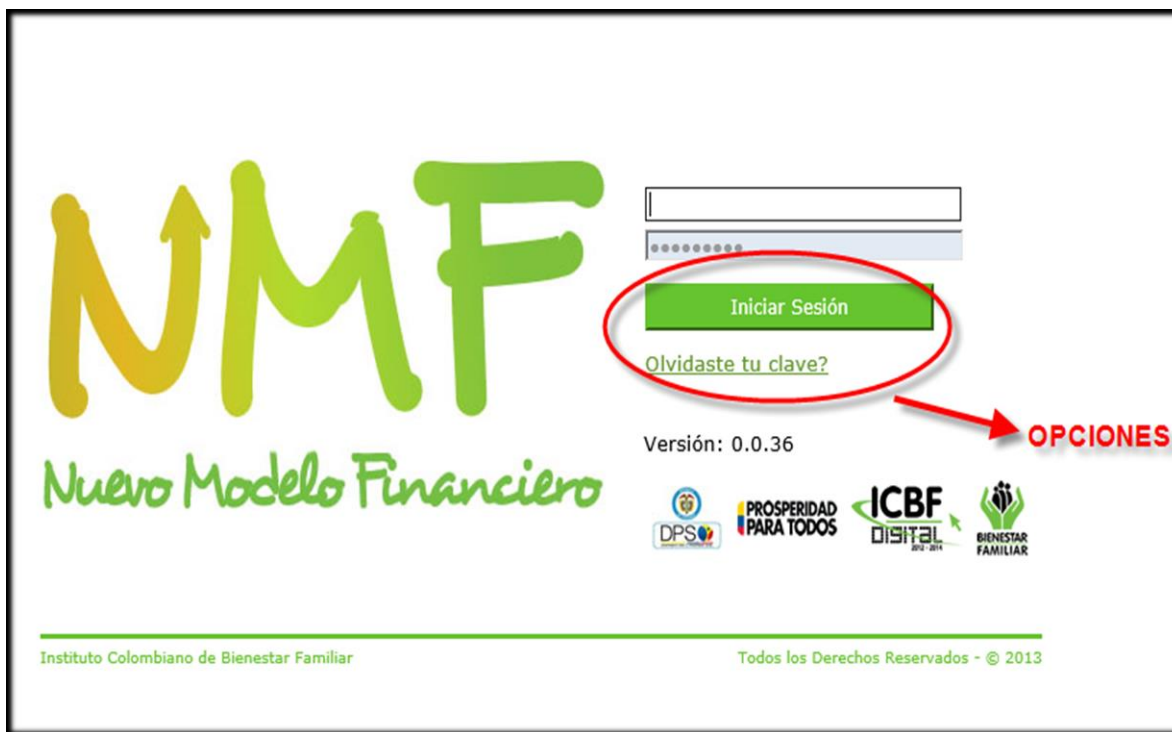 NMF
Nuevo Modelo Financiero
Iniciar Sesión
Olvidaste tu clave?
OPCIONES
Versión: 0.0.36
DPS
PROSPERIDAD
PARA TODOS
ICBF
DIGITAL
2012 - 2014
BIENESTAR
FAMILIAR
Instituto Colombiano de Bienestar Familiar
Todos los Derechos Reservados - © 2013